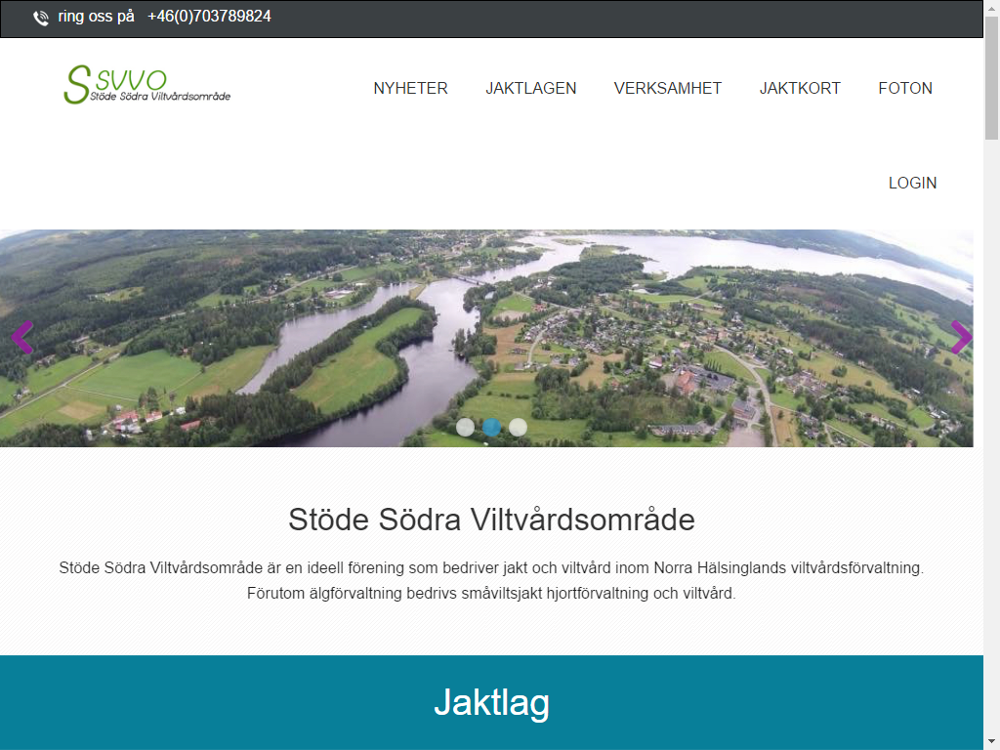 ring oss på +46(0)703789824
SSVVO
Stöde Södra Viltvårdsområde
NYHETER JAKTLAGEN VERKSAMHET JAKTKORT FOTON
LOGIN
Stöde Södra Viltvårdsområde
Stöde Södra Viltvårdsområde är en ideell förening som bedriver jakt och viltvård inom Norra Hälsinglands viltvårdsförvaltning.
Förutom älgförvaltning bedrivs småviltsjakt hjortförvaltning och viltvård.
Jaktlag